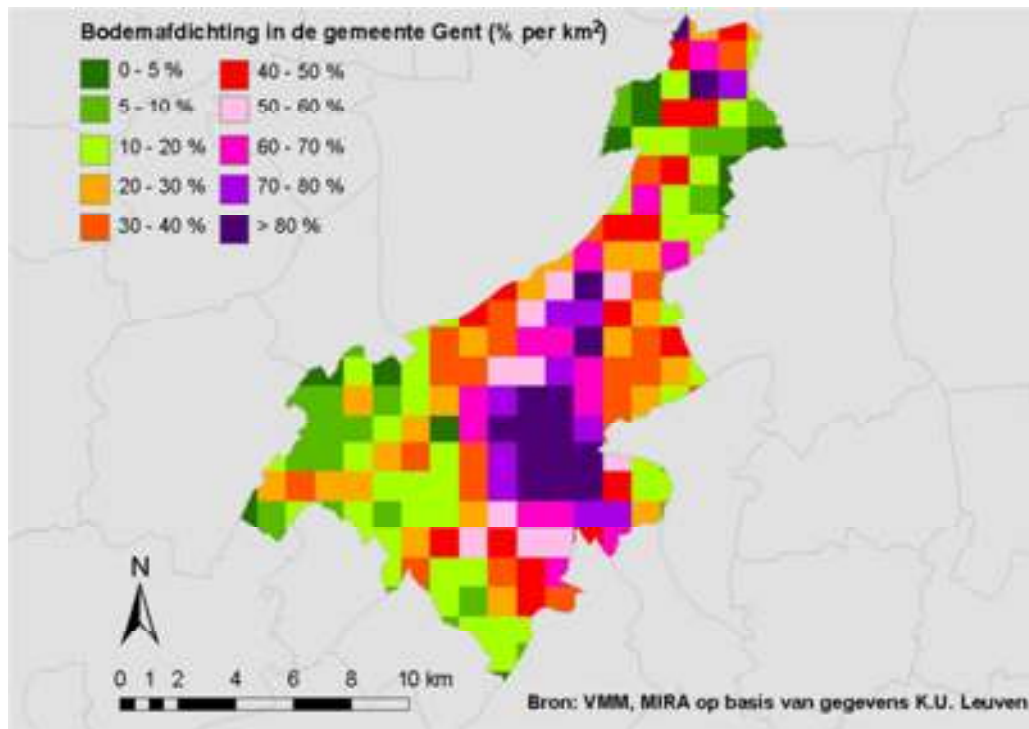 Bodemafdichting in de gemeente Gent (% per km²)
0 - 5 %
5 - 10 %
10 - 20 %
20 - 30 %
30 - 40 %
40 - 50 %
50 - 60 %
60 - 70 %
70 - 80 %
> 80 %
N
0 1 2 4 6 8 10 km
Bron: VMM, MIRA op basis van gegevens K.U. Leuven